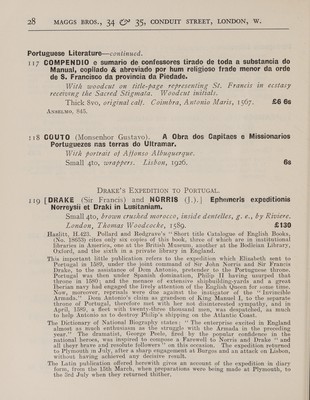 28 MAGGS BROS., 34 & 35, CONDUIT STREET, LONDON, W.
Portuguese Literature—continued.
117 COMPENDIO e sumario de confessores tirado de toda a substancia do
Manual, copilado & abreviado por hum religioso frade menor da orde
de S. Francisco da provincia da Piedade.
With woodcut on title-page representing St. Francis in ecstasy
receiving the Sacred Stigmata. Woodcut initials.
Thick 8vo, original calf. Coimbra, Antonio Maris, 1567. £6 6s
Anselmo, 845.
118 COUTO (Monsenhor Gustavo). A Obra dos Capitaes e Missionarios
Portuguezes nas terras do Ultramar.
With portrait of Affonso Albuquerque.
Small 4to, wrappers. Lisbon, 1926. 6s
Drake's Expedition to Portugal.
119 [DRAKE (Sir Francis) and NORRIS (J.).] Ephemeris expeditionis
Norreysii et Draki in Lusitaniam.
Small 4to, brown crushed morocco, inside dentelles, g. e., by Riviere.
London, Thomas Woodcocke, 1589. £150
Hazlitt, H.423. Pollard and Redgrave's "Short title Catalogue of English Books,
(No. 18653) cites only six copies of this book, three of which are in institutional
libraries in America, one at the British Museum, another at the Bodleian Library,
Oxford, and the sixth in a private library in England.
This important little publication refers to the expedition which Elizabeth sent to
Portugal in 1589, under the joint command of Sir John Norris and Sir Francis
Drake, to the assistance of Don Antonio, pretender to the Portuguese throne.
Portugal was then under Spanish domination, Philip II having usurped that
throne in 1580; and the menace of extensive shipbuilding-yards and a great
Iberian navy had engaged the lively attention of the English Queen for some time.
Now, moreover, reprisals were due against the instigator of the "Invincible
Armada." Dom Antonio's claim as grandson of King Manuel I, to the separate
throne of Portugal, therefore met with her not disinterested sympathy, and in
April, 1589, a fleet with twenty-three thousand men, was despatched, as much
to help Antonio as to destroy Philip's shipping on the Atlantic Coast.
The Dictionary of National Biography states: "The enterprise excited in England
almost as much enthusiasm as the struggle with the Armada in the preceding
year." The dramatist, George Peele, fired by the popular confidence in the
national heroes, was inspired to compose a Farewell to Norris and Drake "and
all theyr brave and resolute followers" on this occasion. The expedition returned
to Plymouth in July, after a sharp engagement at Burgos and an attack on Lisbon,
without having achieved any decisive result.
The Latin publication offered herewith gives an account of the expedition in diary
form, from the 15th March, when preparations were being made at Plymouth, to
the 3rd July when they returned thither.